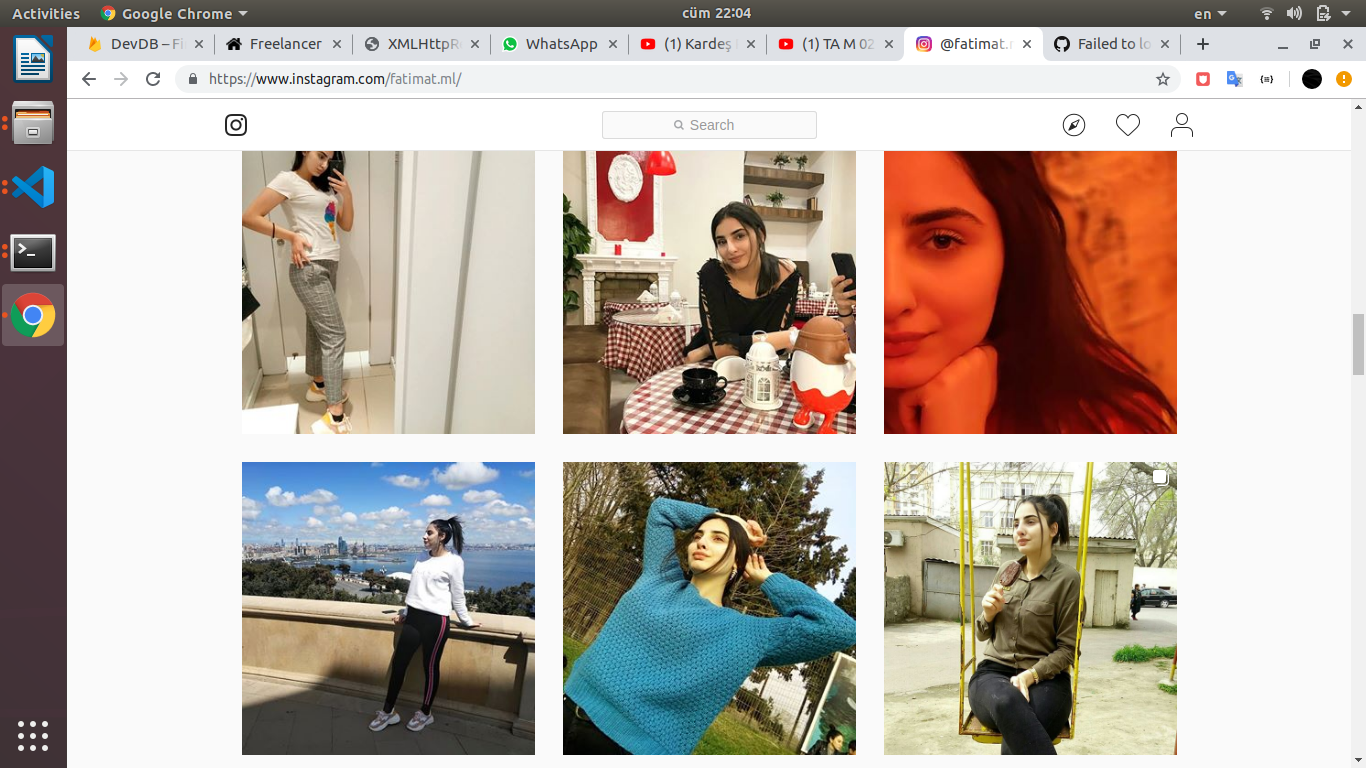 Activities Google Chrome cüm 22:04 en
DevDB – Fi Freelancer XMLHttpRe WhatsApp (1) Kardeş (1) TA M 02 @fatimat. Failed to lo
https://www.instagram.com/fatimat.ml/
Search